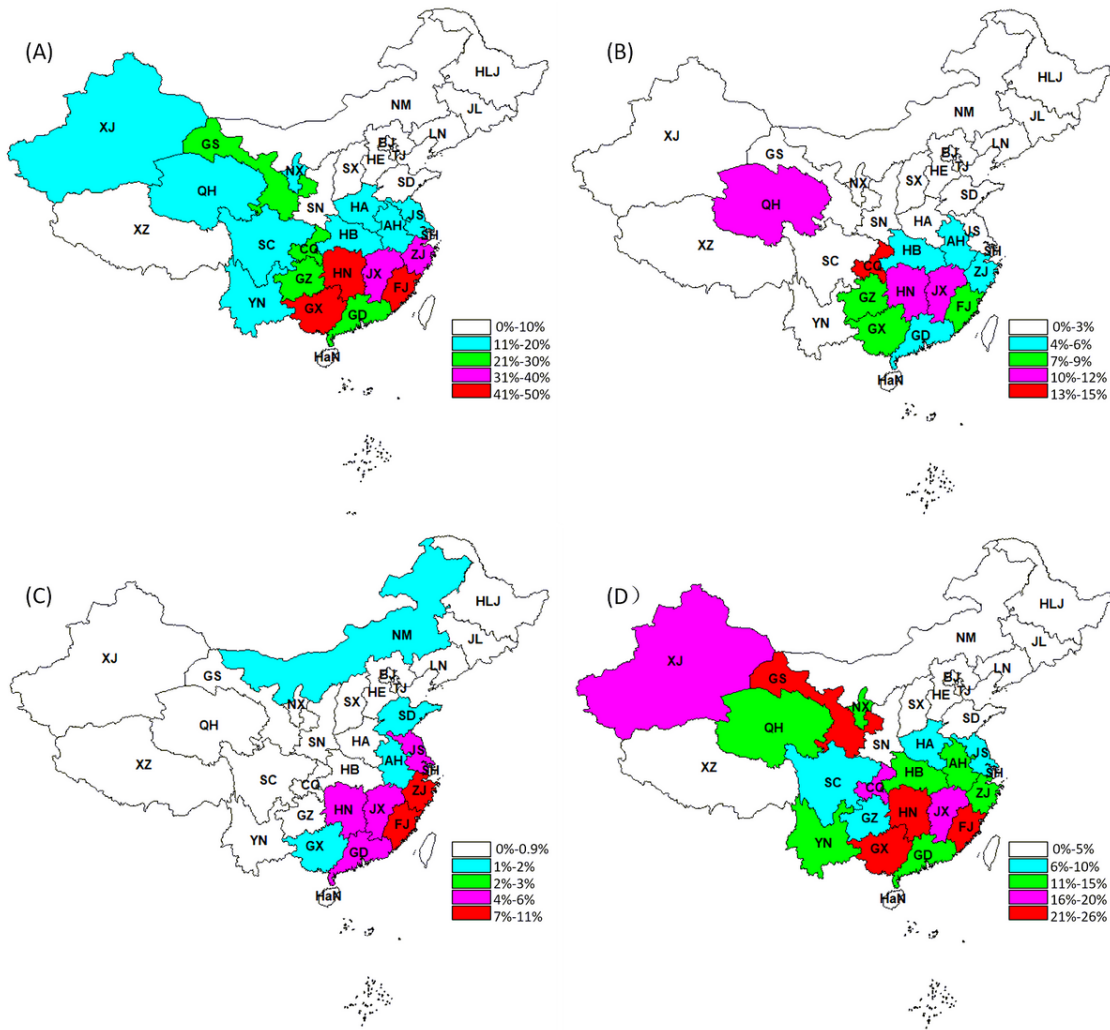 (A)
HLJ
NM
JL
XJ
GS
BJ
LN
HE
TJ
NX
SX
SD
QH
SN
HA
JS
XZ
SC
HB
AH
SH
CQ
ZJ
GZ
HN
JX
YN
FJ
GX
GD
HaN
0%-10%
11%-20%
21%-30%
31%-40%
41%-50%
(B)
HLJ
NM
JL
XJ
GS
BJ
LN
HE
TJ
NX
SX
SD
QH
SN
HA
JS
XZ
SC
HB
AH
SH
CQ
ZJ
GZ
HN
JX
YN
FJ
GX
GD
HaN
0%-3%
4%-6%
7%-9%
10%-12%
13%-15%
(C)
HLJ
NM
JL
XJ
GS
BJ
LN
HE
TJ
NX
SX
SD
QH
SN
HA
JS
XZ
SC
HB
AH
SH
CQ
ZJ
GZ
HN
JX
YN
FJ
GX
GD
HaN
0%-0.9%
1%-2%
2%-3%
4%-6%
7%-11%
(D）
HLJ
NM
JL
XJ
GS
BJ
LN
HE
TJ
NX
SX
SD
QH
SN
HA
JS
XZ
SC
HB
AH
SH
CQ
ZJ
GZ
HN
JX
YN
FJ
GX
GD
HaN
0%-5%
6%-10%
11%-15%
16%-20%
21%-26%